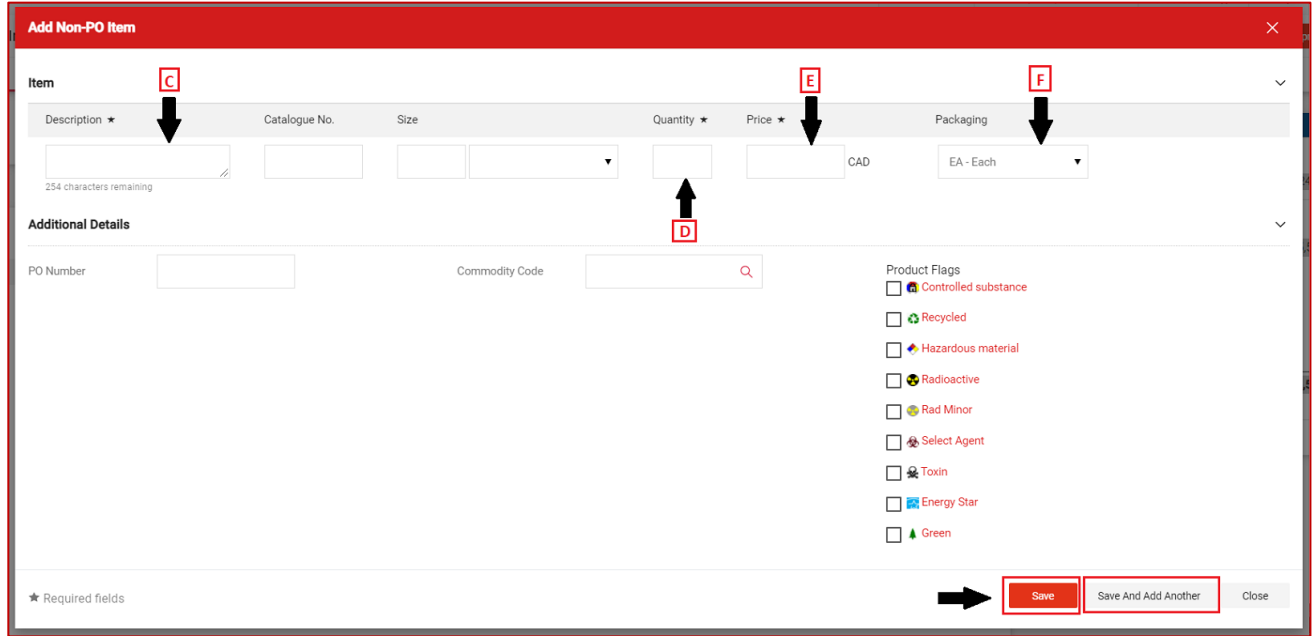 Add Non-PO Item
Item
C
E
F
Description ★ Catalogue No. Size Quantity ★ Price ★ Packaging
CAD EA - Each
254 characters remaining
D
Additional Details
PO Number Commodity Code Product Flags
Controlled substance
Recycled
Hazardous material
Radioactive
Rad Minor
Select Agent
Toxin
Energy Star
Green
★ Required fields Save Save And Add Another Close